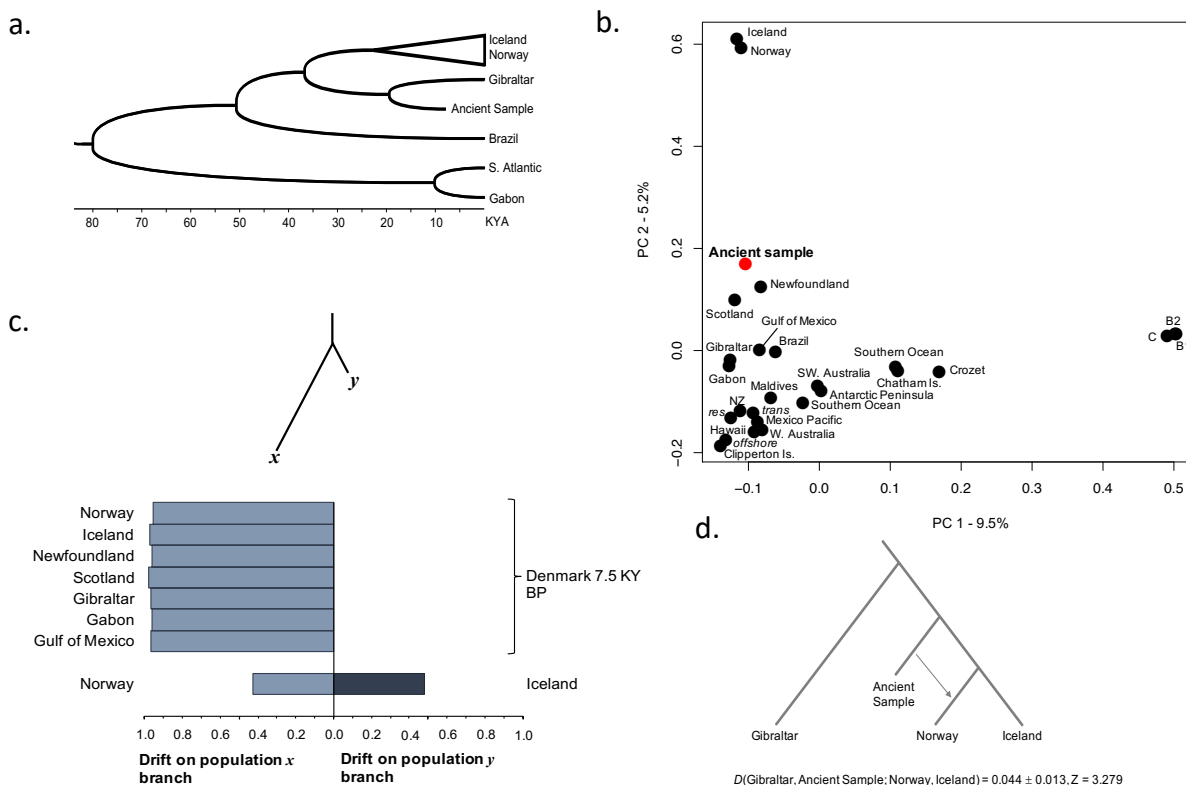 a.
Iceland
Norway
Gibraltar
Ancient Sample
Brazil
S. Atlantic
Gabon
80 70 60 50 40 30 20 10 KYA
b.
PC 2 - 5.2%
0.6
0.4
0.2
0.0
−0.2
Iceland
Norway
Ancient sample
Newfoundland
Scotland
Gulf of Mexico
Gibraltar
Brazil
Gabon
Southern Ocean
Chatham Is.
Crozet
B2
C
B1
SW. Australia
Maldives
Antarctic Peninsula
Southern Ocean
NZ
res
trans
Mexico Pacific
Hawaii
W. Australia
offshore
Clipperton Is.
−0.1 0.0 0.1 0.2 0.3 0.4 0.5
PC 1 - 9.5%
c.
y
x
Norway
Iceland
Newfoundland
Scotland
Gibraltar
Gabon
Gulf of Mexico
Denmark 7.5 KY
BP
Norway
Iceland
1.0 0.8 0.6 0.4 0.2 0.0 0.2 0.4 0.6 0.8 1.0
Drift on population x
branch
Drift on population y
branch
d.
Ancient
Sample
Gibraltar
Norway
Iceland
D(Gibraltar, Ancient Sample; Norway, Iceland) = 0.044 ± 0.013, Z = 3.279